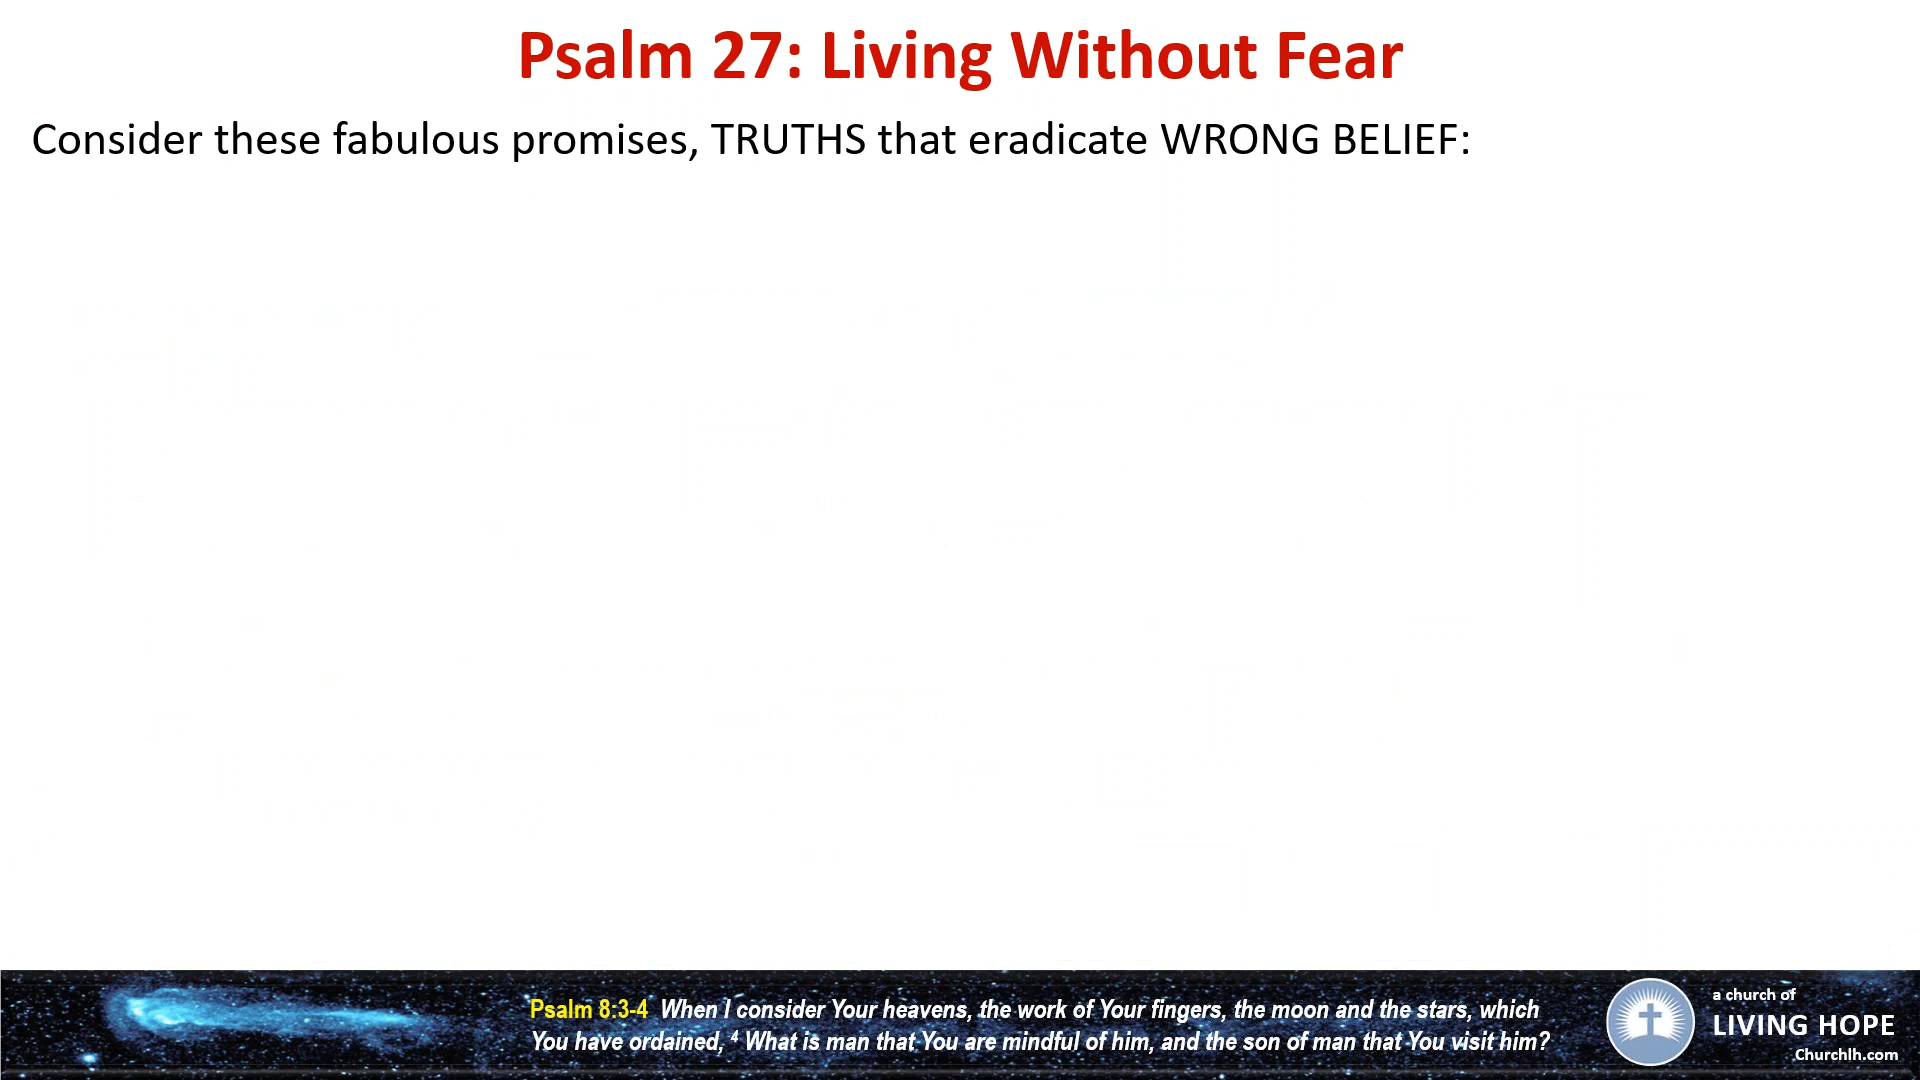 Psalm 27: Living Without Fear
Consider these fabulous promises, TRUTHS that eradicate WRONG BELIEF:
Psalm 8:3-4 When I consider Your heavens, the work of Your fingers, the moon and the stars, which
You have ordained, ⁴ What is man that You are mindful of him, and the son of man that You visit him?
a church of
LIVING HOPE
Churchlh.com